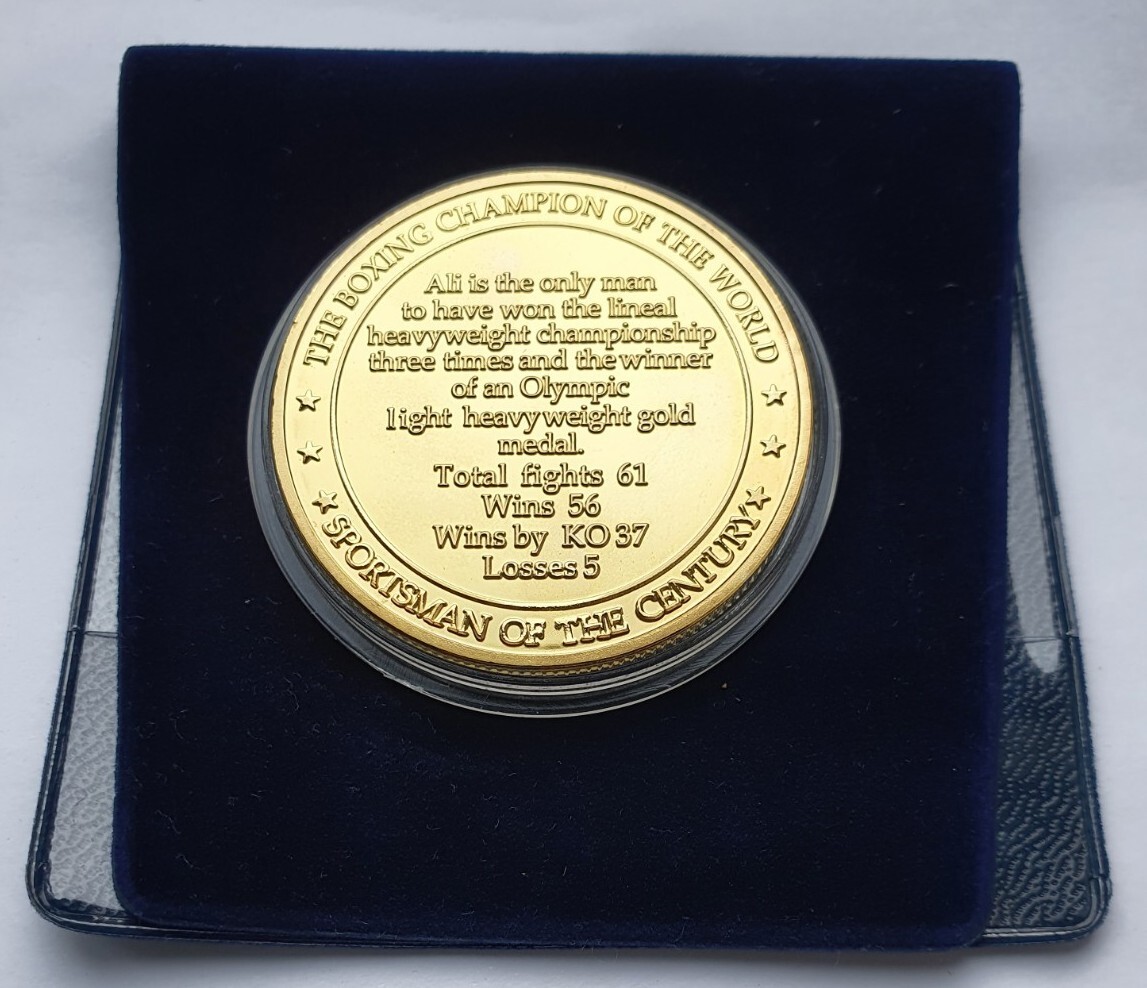 THE BOXING CHAMPION OF THE WORLD
Ali is the only man
to have won the lineal
heavyweight championship
three times and the winner
of an Olympic
light heavyweight gold
medal.
Total fights 61
Wins 56
Wins by KO 37
Losses 5
SPORTSMAN OF THE CENTURY